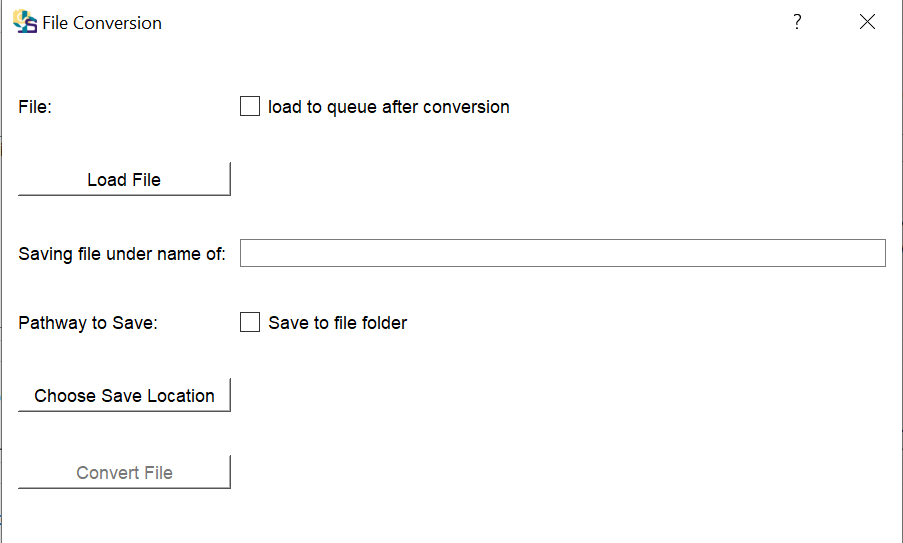 File Conversion
?
File:
load to queue after conversion
Load File
Saving file under name of:
Pathway to Save:
Save to file folder
Choose Save Location
Convert File